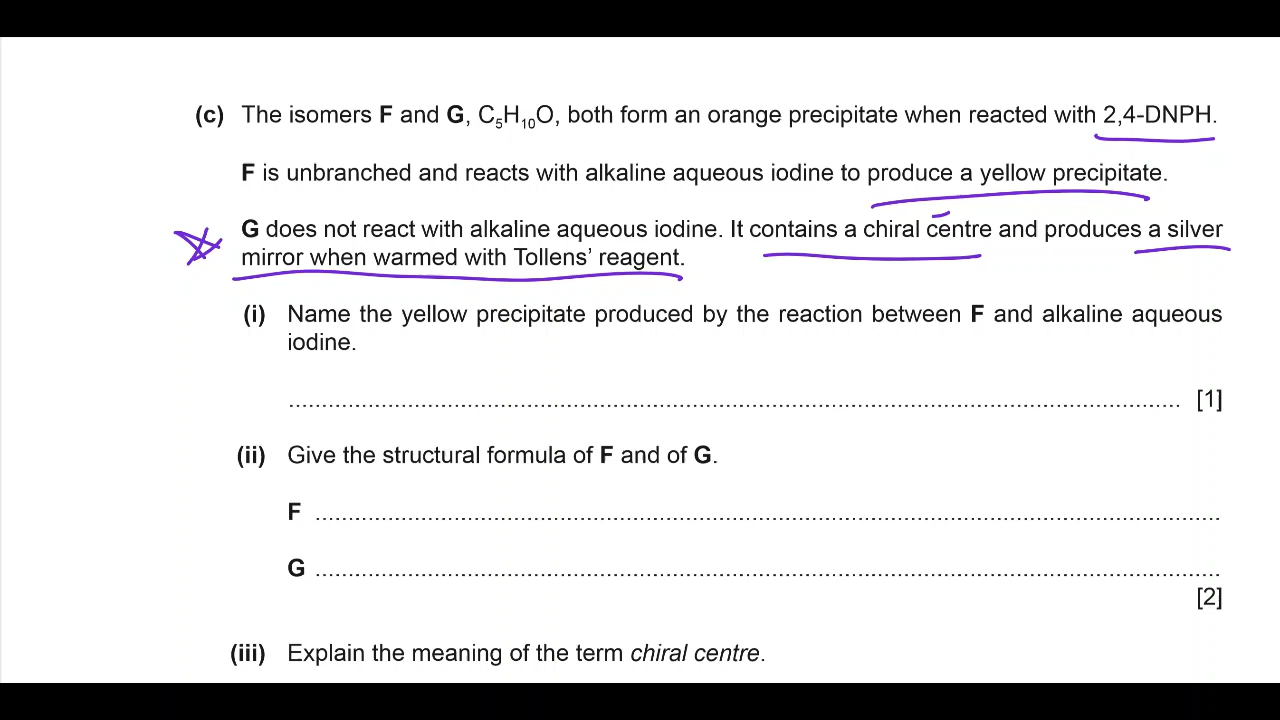 (c) The isomers F and G, C₅H₁₀O, both form an orange precipitate when reacted with 2,4-DNPH.
F is unbranched and reacts with alkaline aqueous iodine to produce a yellow precipitate.
G does not react with alkaline aqueous iodine. It contains a chiral centre and produces a silver
mirror when warmed with Tollens’ reagent.
(i) Name the yellow precipitate produced by the reaction between F and alkaline aqueous
iodine.
[1]
(ii) Give the structural formula of F and of G.
F
G
[2]
(iii) Explain the meaning of the term chiral centre.